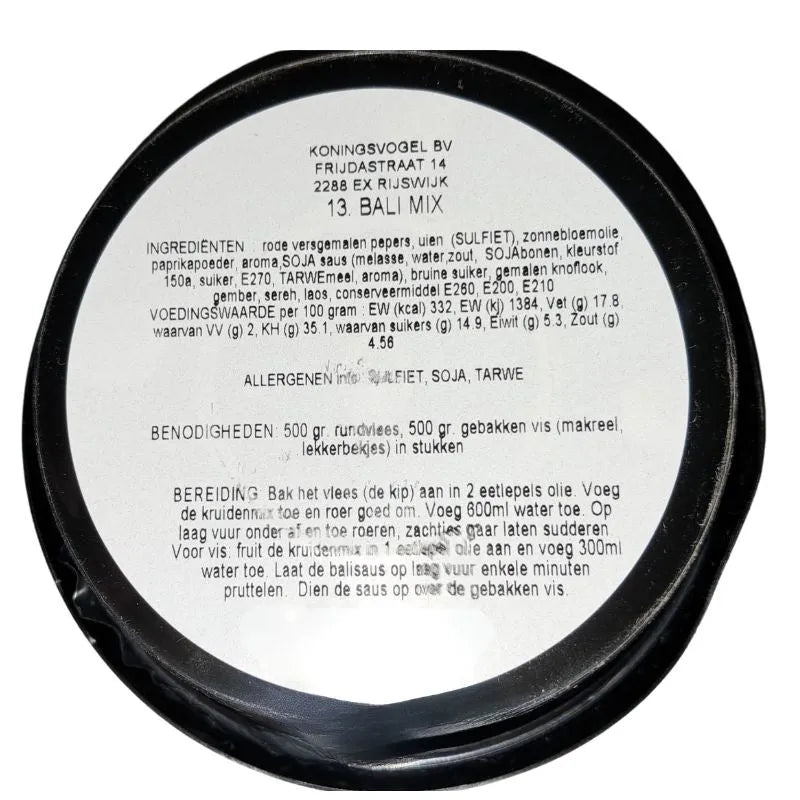 KONINGSVOGEL BV
FRIJDASTRAAT 14
2288 EX RIJSWIJK
13. BALI MIX
INGREDIËNTEN : rode versgemalen pepers, uien (SULFIET), zonnebloemolie,
paprikapoeder, aroma,SOJA saus (melasse, water,zout, SOJAbonen, kleurstof
150a, suiker, E270, TARWEmeel, aroma), bruine suiker, gemalen knoflook,
gember, sereh, laos, conserveermiddel E260, E200, E210
VOEDINGSWAARDE per 100 gram : EW (kcal) 332, EW (kj) 1384, Vet (g) 17.8,
waarvan VV (g) 2, KH (g) 35.1, waarvan suikers (g) 14.9, Eiwit (g) 5.3, Zout (g)
4.56
ALLERGENEN info: SULFIET, SOJA, TARWE
BENODIGHEDEN: 500 gr. rundvlees, 500 gr. gebakken vis (makreel,
lekkerbekjes) in stukken
BEREIDING Bak het vlees (de kip) aan in 2 eetlepels olie. Voeg
de kruidenmix toe en roer goed om. Voeg 600ml water toe. Op
laag vuur onder af en toe roeren, zachtjes gaar laten sudderen.
Voor vis: fruit de kruidenmix in 1 eetlepel olie aan en voeg 300ml
water toe. Laat de balisaus op laag vuur enkele minuten
pruttelen. Dien de saus op over de gebakken vis.